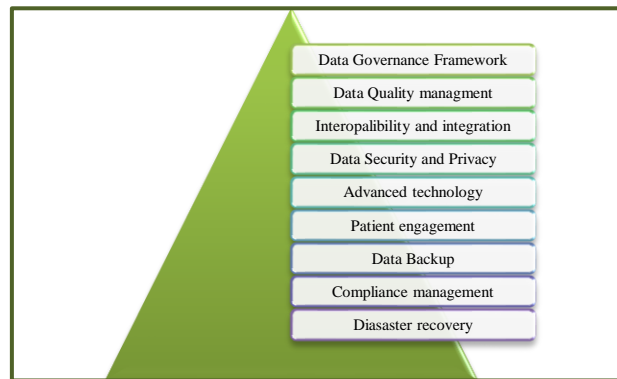 Data Governance Framework
Data Quality managment
Interopalibility and integration
Data Security and Privacy
Advanced technology
Patient engagement
Data Backup
Compliance management
Diasaster recovery